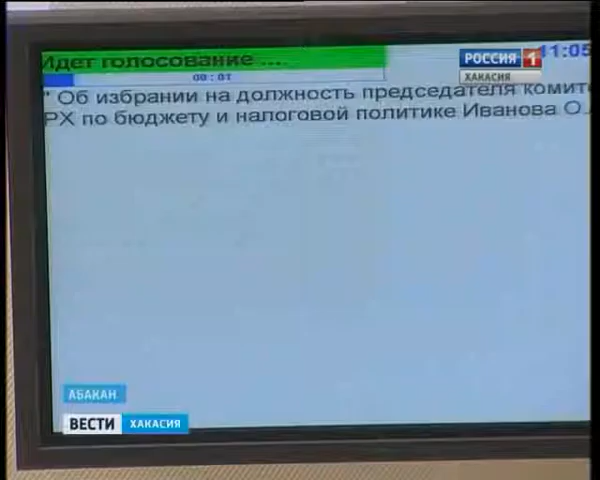 Идет голосование ....
11:05
РОССИЯ 1
ХАКАСИЯ
00:01
" Об избрании на должность председателя комит
РХ по бюджету и налоговой политике Иванова О.
АБАКАН
ВЕСТИ ХАКАСИЯ